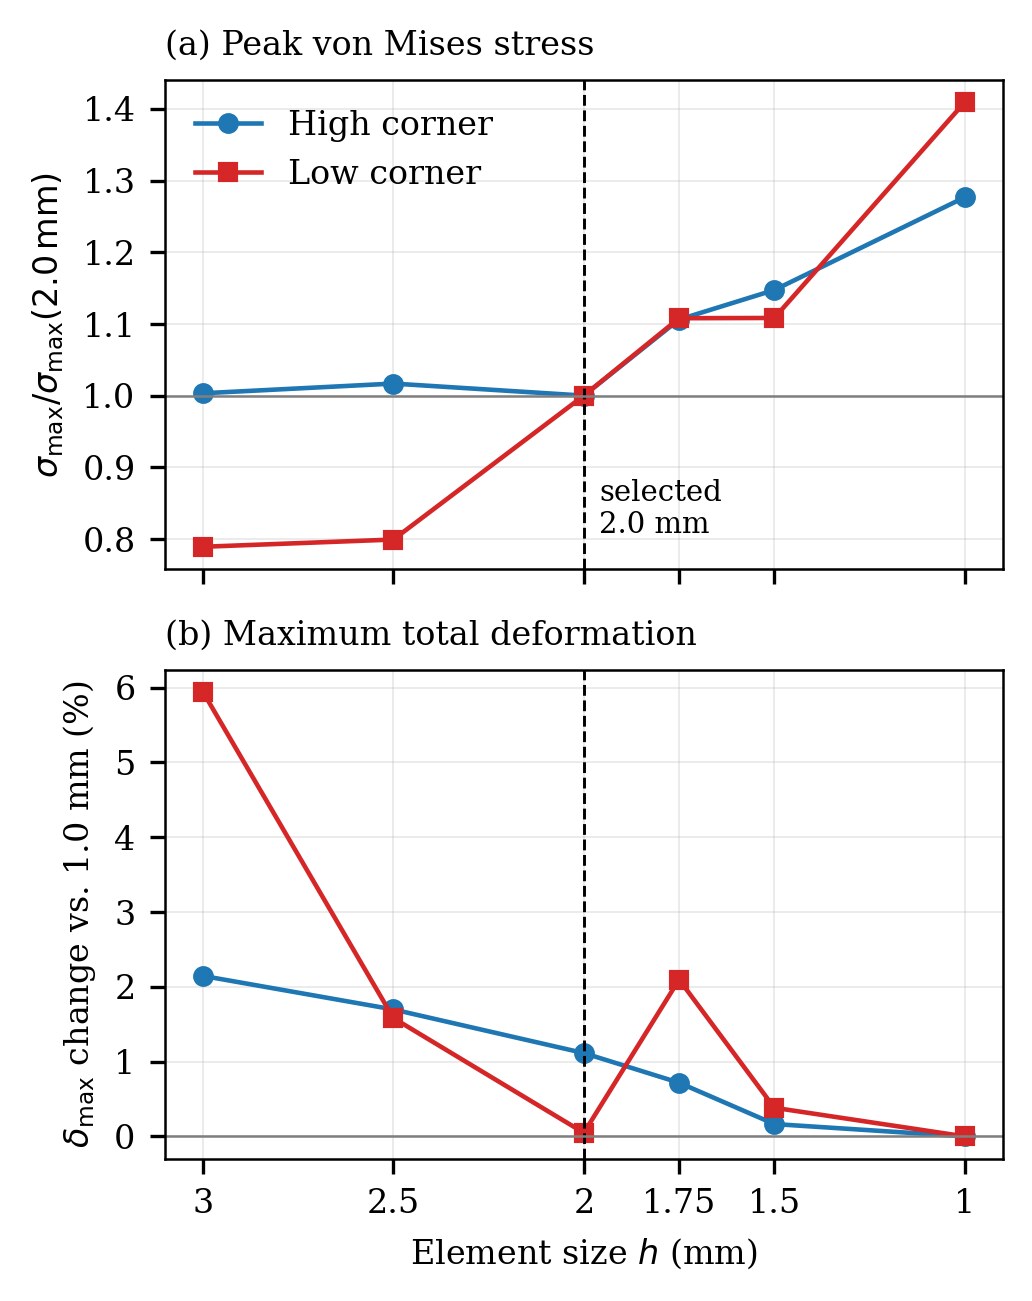 (a) Peak von Mises stress
σmax/σmax(2.0 mm)
1.4
1.3
1.2
1.1
1.0
0.9
0.8
High corner
Low corner
selected
2.0 mm
(b) Maximum total deformation
δmax change vs. 1.0 mm (%)
6
5
4
3
2
1
0
3 2.5 2 1.75 1.5 1
Element size h (mm)